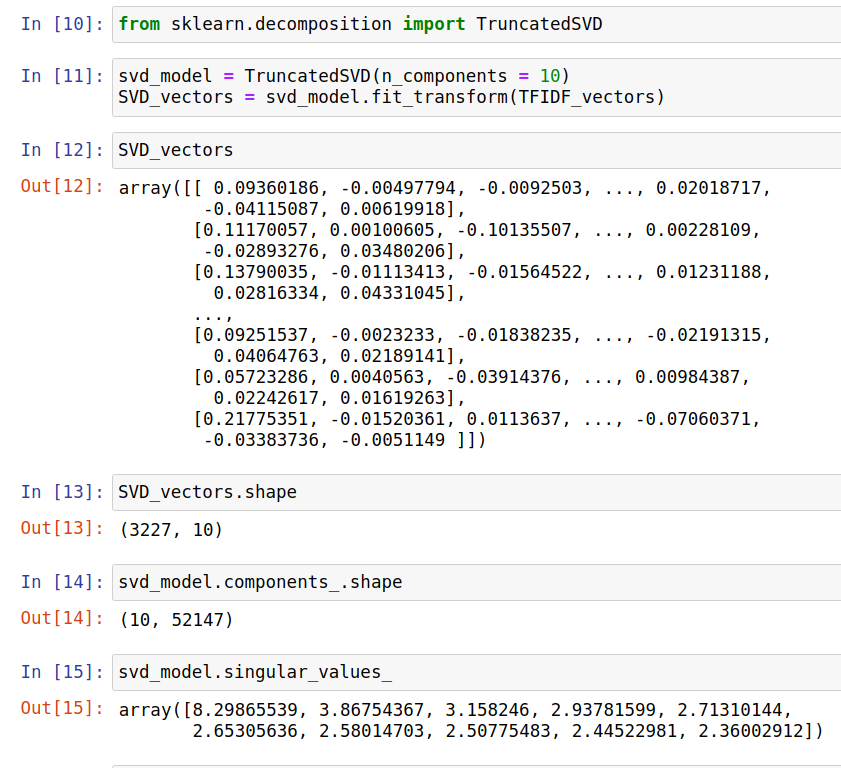 In [10]: from sklearn.decomposition import TruncatedSVD
In [11]: svd_model = TruncatedSVD(n_components = 10)
SVD_vectors = svd_model.fit_transform(TFIDF_vectors)
In [12]: SVD_vectors
Out[12]: array([[ 0.09360186, -0.00497794, -0.0092503, ..., 0.02018717,
-0.04115087, 0.00619918],
[0.11170057, 0.00100605, -0.10135507, ..., 0.00228109,
-0.02893276, 0.03480206],
[0.13790035, -0.01113413, -0.01564522, ..., 0.01231188,
0.02816334, 0.04331045],
...,
[0.09251537, -0.0023233, -0.01838235, ..., -0.02191315,
0.04064763, 0.02189141],
[0.05723286, 0.0040563, -0.03914376, ..., 0.00984387,
0.02242617, 0.01619263],
[0.21775351, -0.01520361, 0.0113637, ..., -0.07060371,
-0.03383736, -0.0051149 ]])
In [13]: SVD_vectors.shape
Out[13]: (3227, 10)
In [14]: svd_model.components_.shape
Out[14]: (10, 52147)
In [15]: svd_model.singular_values_
Out[15]: array([8.29865539, 3.86754367, 3.158246, 2.93781599, 2.71310144,
2.65305636, 2.58014703, 2.50775483, 2.44522981, 2.36002912])